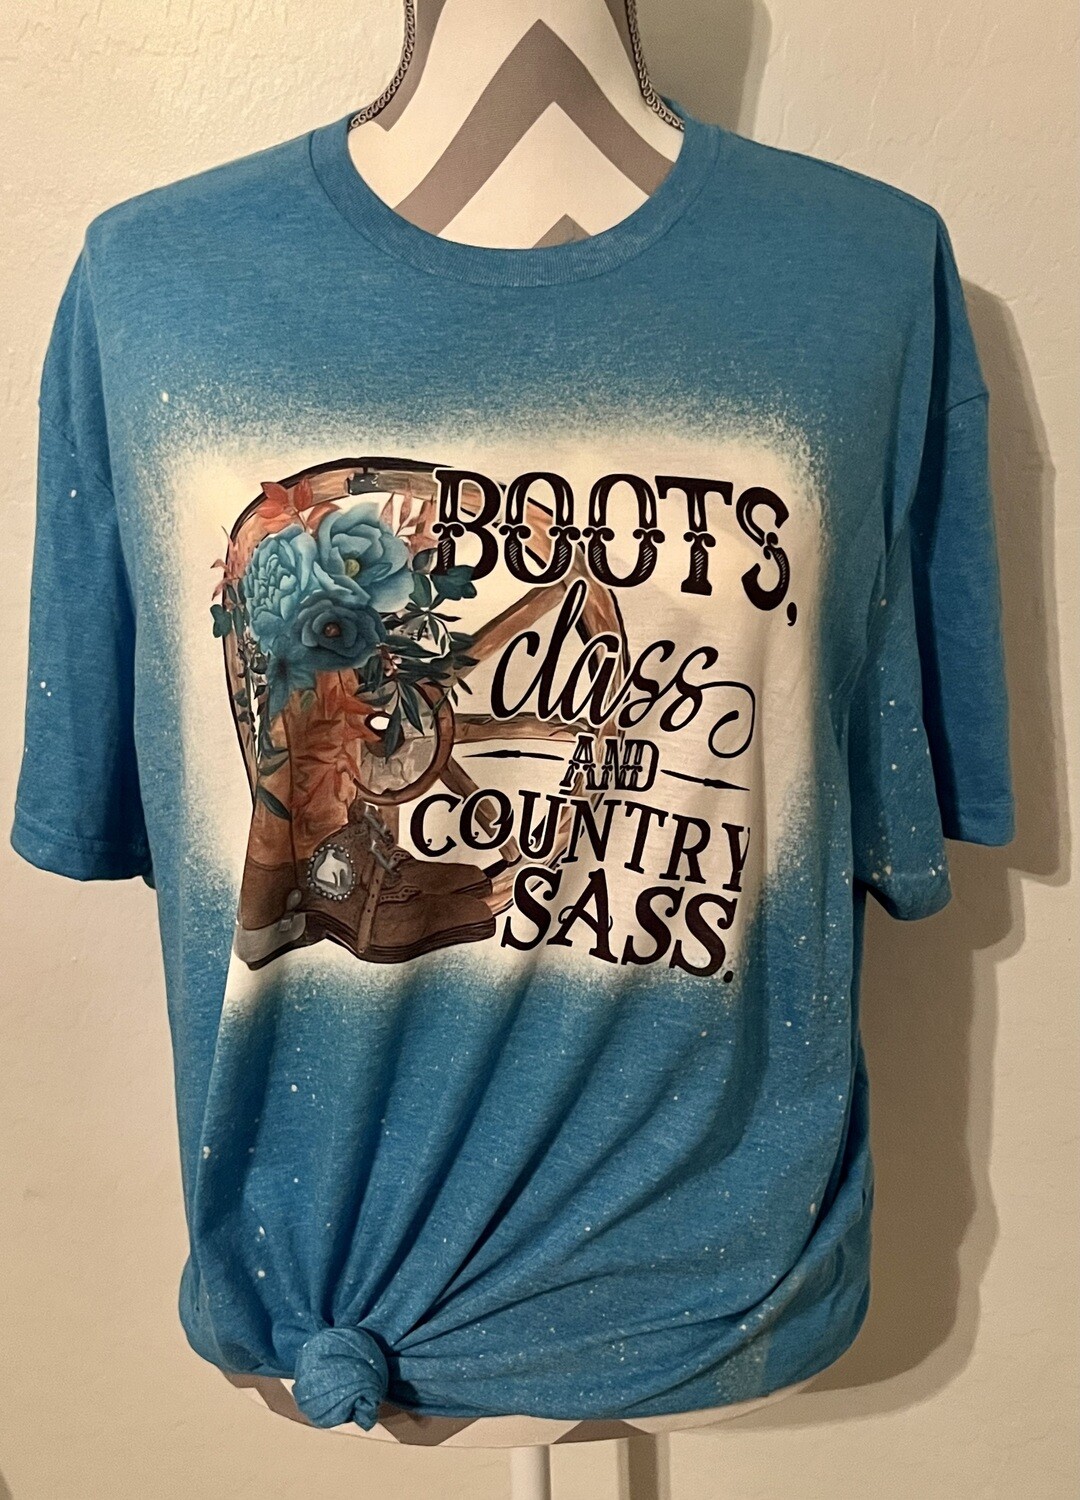 BOOTS,
class
AND
COUNTRY
SASS.